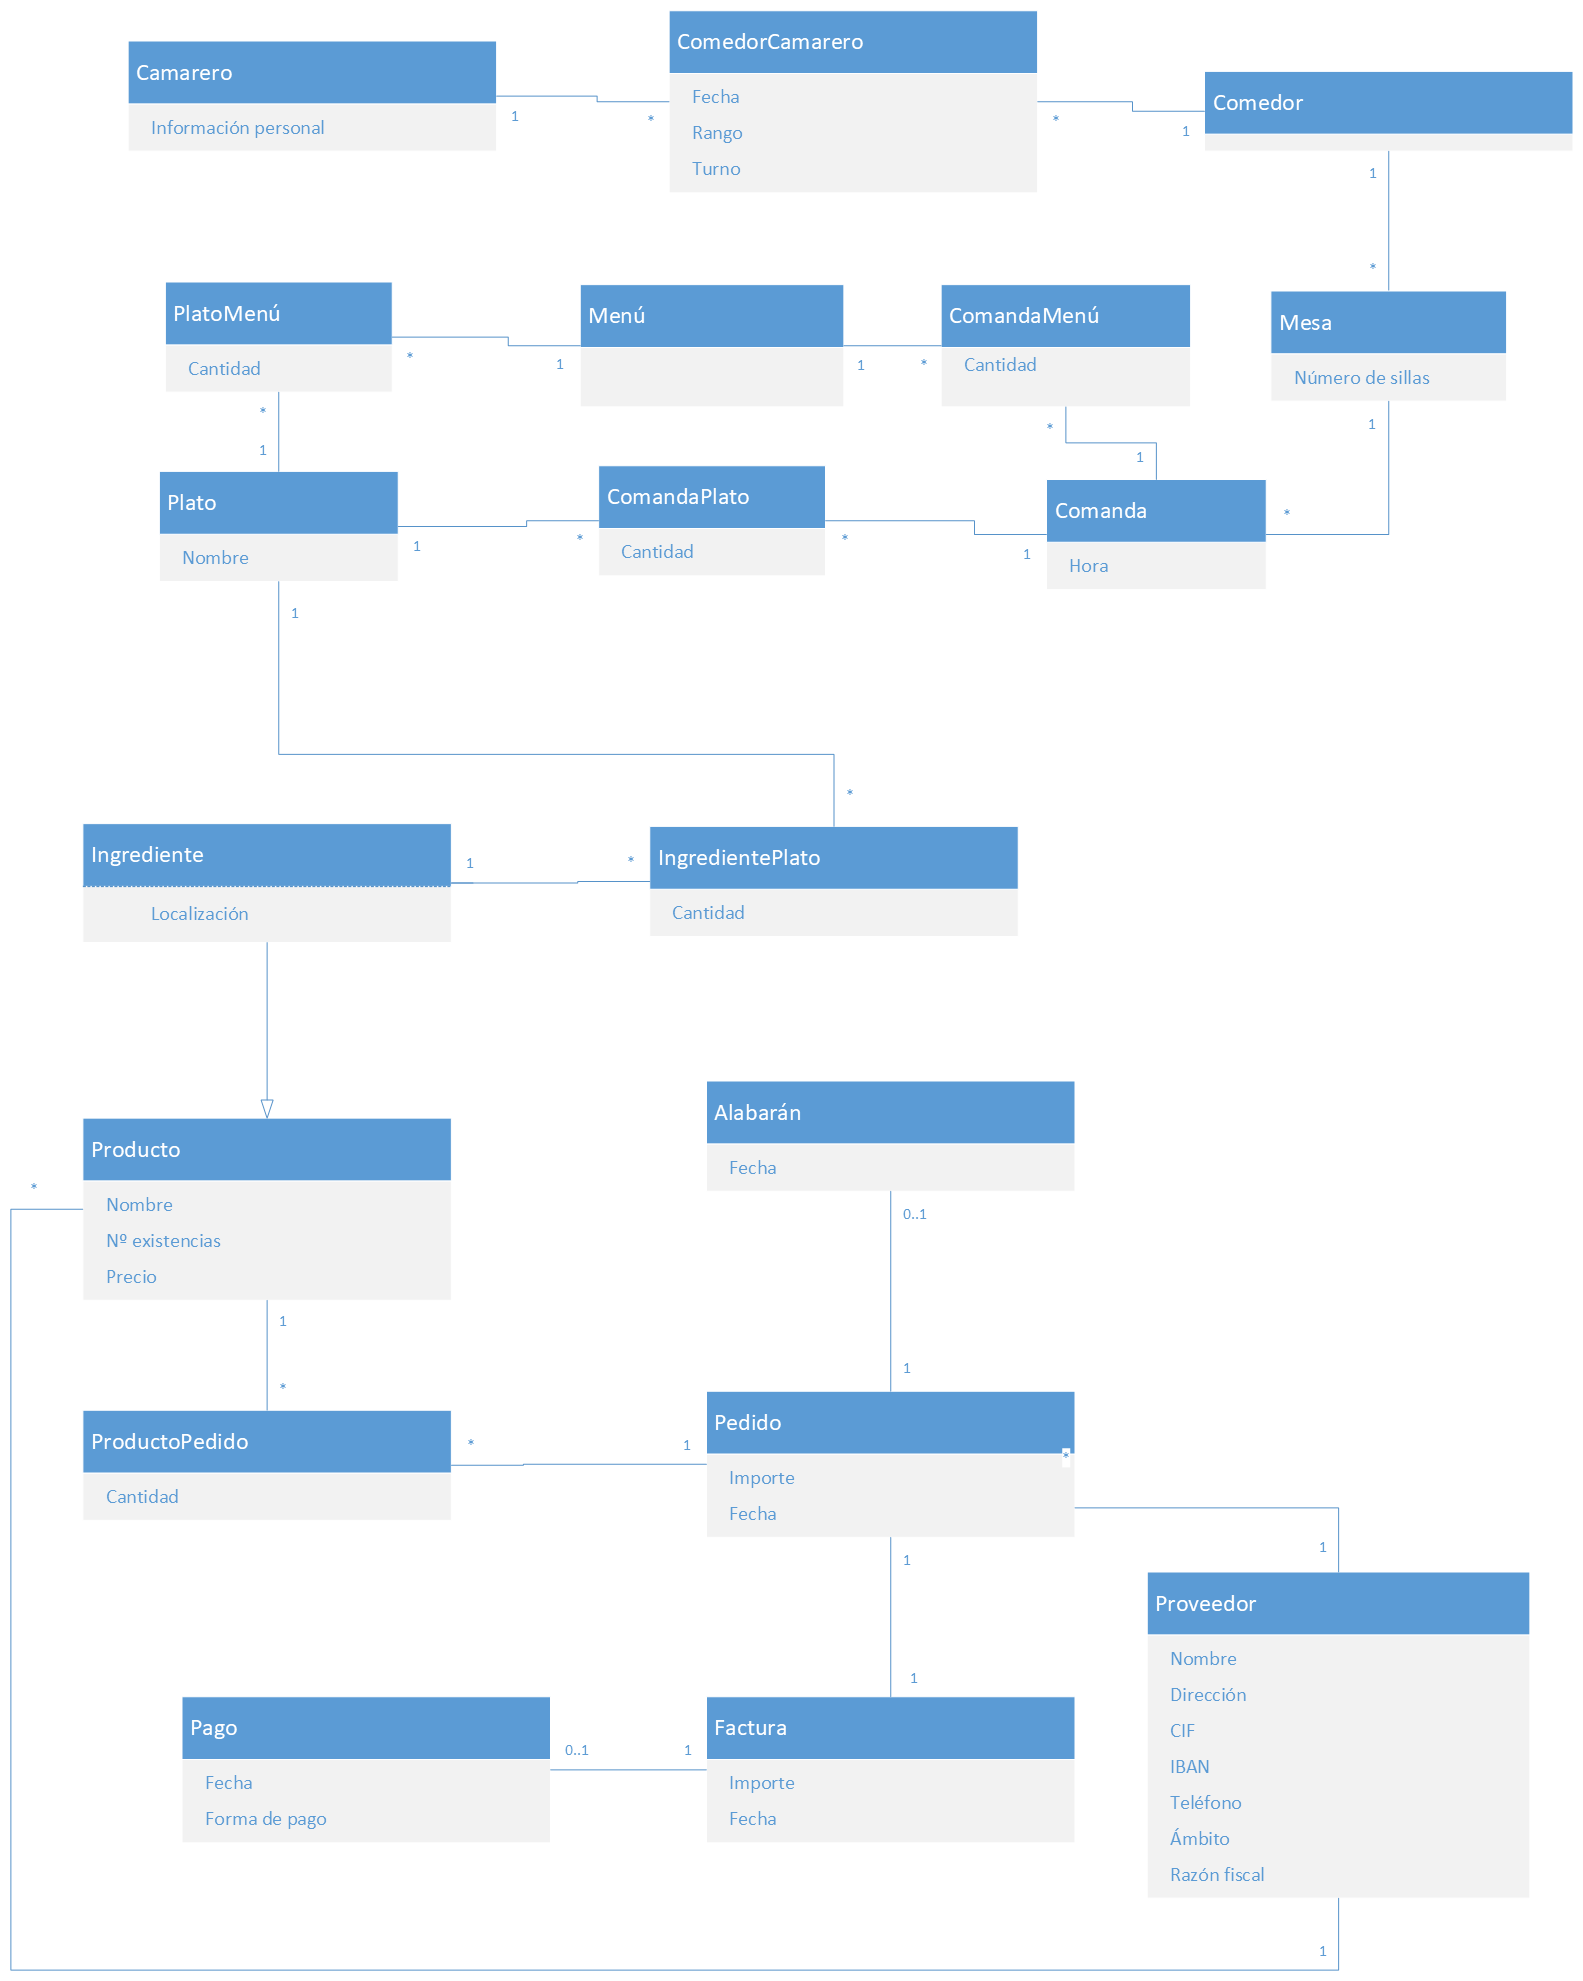 Camarero
Información personal
1
*
ComedorCamarero
Fecha
Rango
Turno
*
1
Comedor
1
*
PlatoMenú
Cantidad
*
1
Menú
1
*
ComandaMenú
Cantidad
Mesa
Número de sillas
*
1
*
1
1
Plato
Nombre
1
*
ComandaPlato
Cantidad
*
1
Comanda
Hora
*
1
*
Ingrediente
Localización
1
*
IngredientePlato
Cantidad
Alabarán
Fecha
0..1
1
Producto
Nombre
Nº existencias
Precio
*
1
*
ProductoPedido
Cantidad
*
1
Pedido
*
Importe
Fecha
1
1
1
Proveedor
Nombre
Dirección
CIF
IBAN
Teléfono
Ámbito
Razón fiscal
Pago
Fecha
Forma de pago
0..1
1
Factura
Importe
Fecha
1